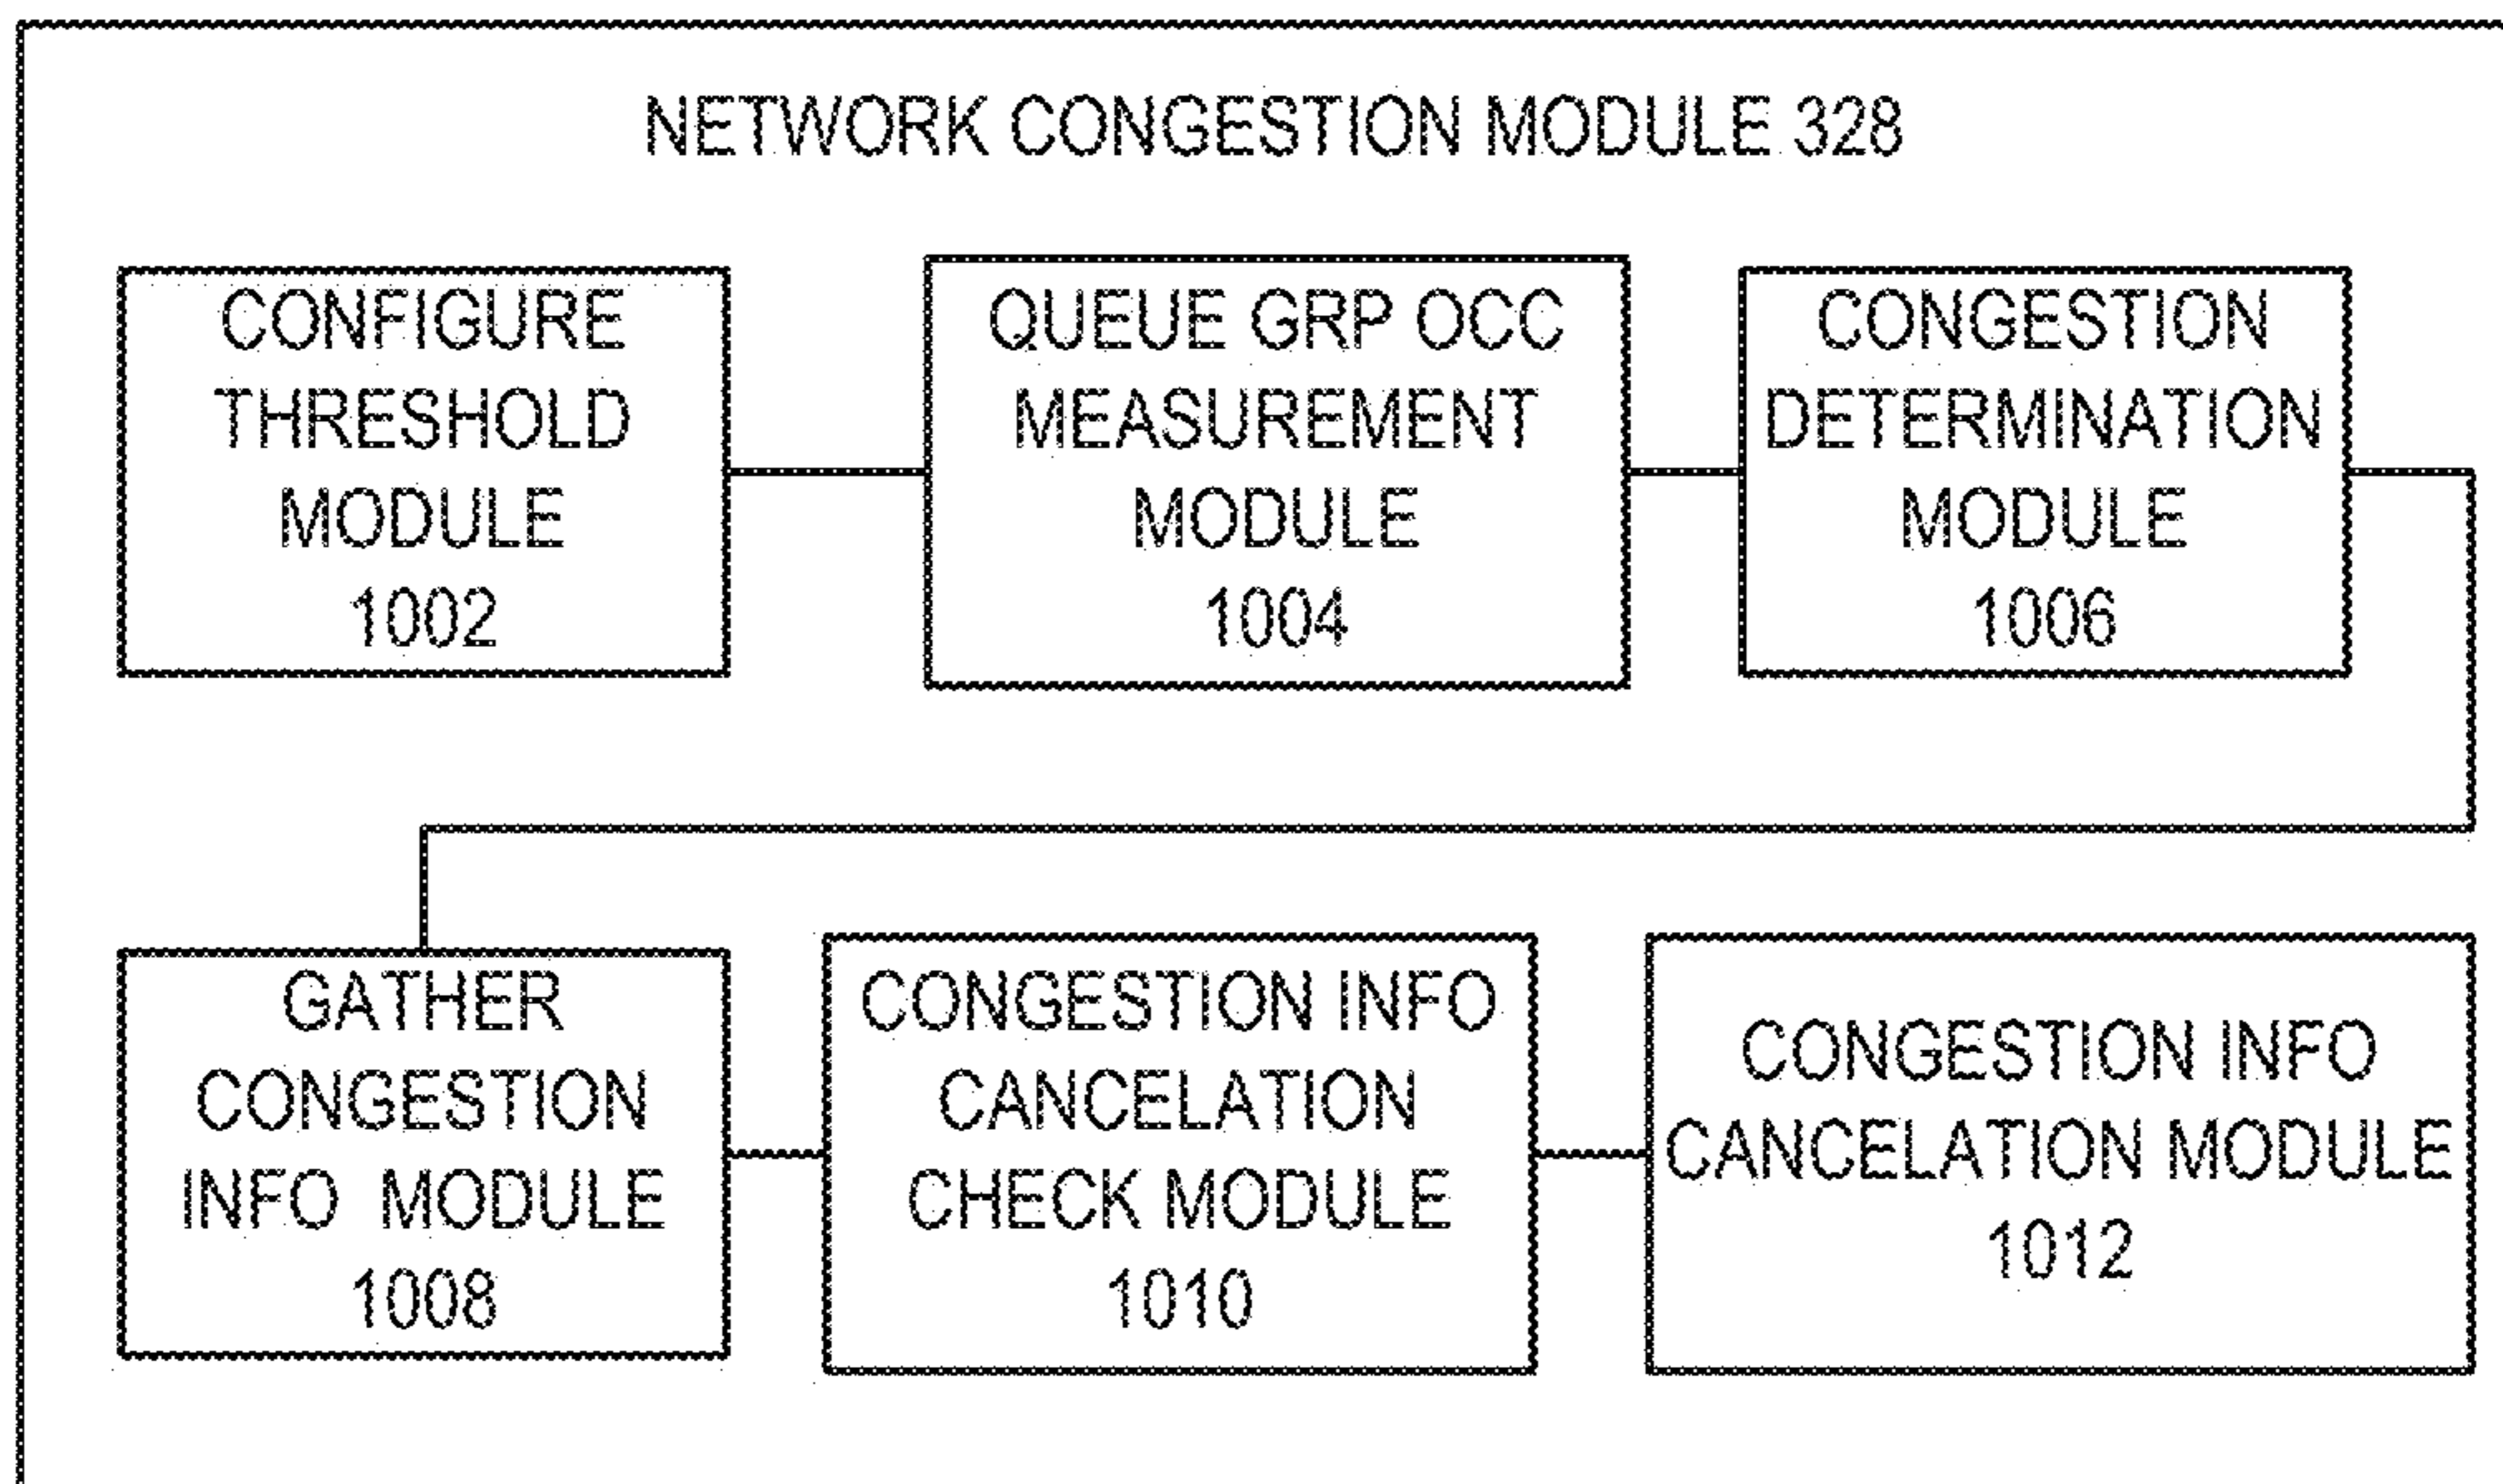 NETWORK CONGESTION MODULE 328
CONFIGURE
THRESHOLD
MODULE
1002
QUEUE GRP OCC
MEASUREMENT
MODULE
1004
CONGESTION
DETERMINATION
MODULE
1006
GATHER
CONGESTION
INFO MODULE
1008
CONGESTION INFO
CANCELATION
CHECK MODULE
1010
CONGESTION INFO
CANCELATION MODULE
1012